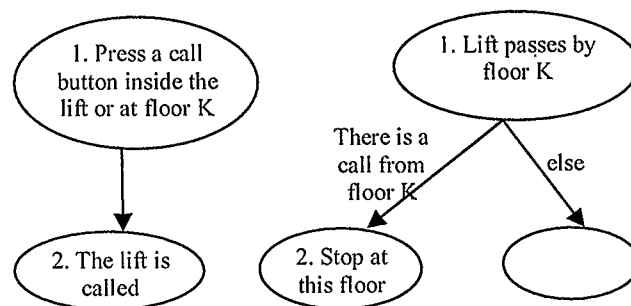 1. Press a call
button inside the
lift or at floor K
2. The lift is
called
1. Lift passes by
floor K
There is a
call from
floor K
else
2. Stop at
this floor